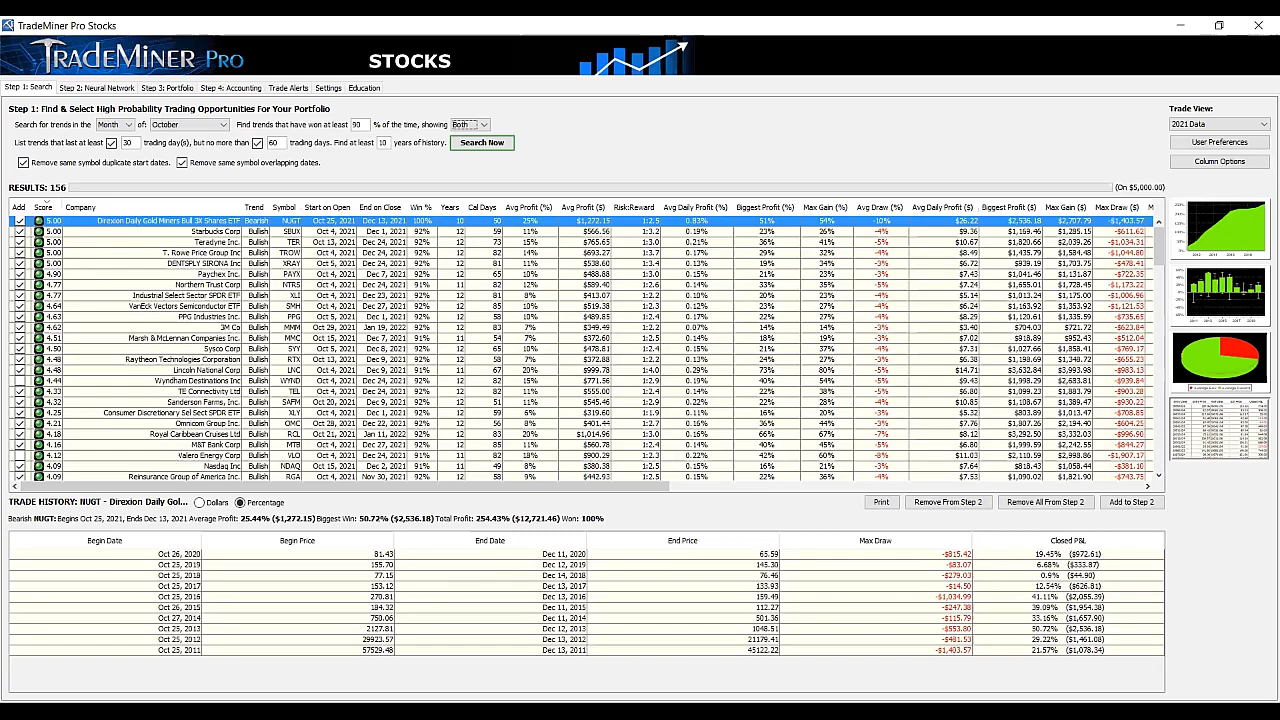 TradeMiner Pro Stocks
TRADEMINER PRO STOCKS
Step 1: Search Step 2: Neural Network Step 3: Portfolio Step 4: Accounting Trade Alerts Settings Education
Step 1: Find & Select High Probability Trading Opportunities For Your Portfolio
Trade View:
Search for trends in the Month of: October Find trends that have won at least 90 % of the time, showing Both
2021 Data
List trends that last at least 30 trading day(s), but no more than 60 trading days. Find at least 10 years of history. Search Now
User Preferences
Remove same symbol duplicate start dates. Remove same symbol overlapping dates.
Column Options
RESULTS: 156 (On $5,000.00)
Add Score Company Trend Symbol Start on Open End on Close Win % Years Cal Days Avg Profit (%) Avg Profit ($) Risk:Reward Avg Daily Profit (%) Biggest Profit (%) Max Gain (%) Avg Draw (%) Avg Daily Profit ($) Biggest Profit ($) Max Gain ($) Max Draw ($) M
5.00 Direxion Daily Gold Miners Bull 3X Shares ETF Bearish NUGT Oct 25, 2021 Dec 13, 2021 100% 10 50 25% $1,272.15 1:2.5 0.83% 51% 54% -10% $26.22 $2,536.18 $2,707.79 -$1,403.57
5.00 Starbucks Corp Bullish SBUX Oct 4, 2021 Dec 1, 2021 92% 12 59 11% $566.56 1:3.2 0.19% 23% 26% -4% $9.39 $1,169.46 $1,285.15 -$611.62
5.00 Teradyne Inc. Bullish TER Oct 13, 2021 Dec 24, 2021 92% 12 73 15% $765.65 1:3.1 0.21% 36% 41% -5% $10.67 $1,820.66 $2,039.26 -$1,034.31
5.00 T. Rowe Price Group Inc Bullish TROW Oct 4, 2021 Dec 24, 2021 92% 12 82 14% $693.27 1:3.3 0.17% 29% 32% -4% $8.49 $1,435.79 $1,584.88 -$1,044.80
5.00 DENTSPLY SIRONA Inc Bullish XRAY Oct 5, 2021 Dec 24, 2021 92% 12 81 11% $538.60 1:3.4 0.13% 19% 34% -3% $6.72 $939.19 $1,703.75 -$478.41
4.90 Paychex Inc. Bullish PAYX Oct 4, 2021 Dec 7, 2021 92% 12 65 10% $488.88 1:3.0 0.15% 21% 23% -3% $7.43 $1,041.46 $1,131.87 -$722.35
4.77 Northern Trust Corp Bullish NTRS Oct 4, 2021 Dec 24, 2021 91% 11 82 12% $589.40 1:2.6 0.14% 33% 35% -5% $7.24 $1,655.01 $1,728.45 -$1,173.22
4.77 Industrial Select Sector SPDR ETF Bullish XLI Oct 4, 2021 Dec 23, 2021 92% 12 81 8% $413.07 1:2.2 0.10% 20% 22% -3% $5.14 $1,013.24 $1,122.75 -$1,006.96
4.64 VanEck Vectors Semiconductor ETF Bullish SMH Oct 4, 2021 Dec 27, 2021 92% 12 85 10% $519.38 1:2.4 0.12% 23% 27% -4% $6.18 $1,163.99 $1,353.92 -$930.06
4.63 PPG Industries Inc. Bullish PPG Oct 5, 2021 Dec 1, 2021 92% 12 58 10% $489.85 1:2.8 0.16% 22% 27% -3% $8.29 $1,120.61 $1,335.59 -$735.65
4.62 3M Co Bullish MMM Oct 29, 2021 Jan 19, 2022 92% 12 83 7% $349.49 1:2.2 0.08% 14% 14% -3% $3.40 $704.03 $721.72 -$623.84
4.51 Marsh & McLennan Companies Inc. Bullish MMC Oct 15, 2021 Dec 7, 2021 92% 11 54 7% $372.68 1:2.5 0.14% 18% 19% -3% $7.02 $918.89 $952.04 -$512.04
4.50 Sysco Corp Bullish SYY Oct 5, 2021 Dec 8, 2021 92% 12 65 10% $478.81 1:2.4 0.15% 21% 37% -4% $7.31 $1,027.66 $1,858.41 -$769.17
4.48 Raytheon Technologies Corporation Bullish RTX Oct 13, 2021 Dec 9, 2021 92% 12 58 7% $372.88 1:2.2 0.13% 24% 27% -3% $6.38 $1,198.79 $1,351.11 -$655.23
4.48 Lincoln National Corp Bullish LNC Oct 4, 2021 Dec 9, 2021 91% 11 67 20% $999.78 1:4.0 0.29% 73% 80% -5% $14.71 $3,630.29 $3,993.81 -$983.13
4.44 Wyndham Destinations Inc Bullish WYND Oct 4, 2021 Dec 24, 2021 92% 12 82 15% $771.56 1:2.9 0.19% 40% 54% -5% $9.43 $1,998.29 $2,683.81 -$939.84
4.33 TE Connectivity Ltd Bullish TEL Oct 4, 2021 Dec 24, 2021 92% 12 82 11% $555.00 1:2.5 0.13% 25% 28% -4% $6.80 $1,266.09 $1,400.16 -$903.28
4.32 Sanderson Farms, Inc. Bullish SAFM Oct 13, 2021 Dec 1, 2021 92% 12 50 11% $545.46 1:2.9 0.22% 22% 28% -4% $10.85 $1,118.67 $1,416.97 -$930.22
4.25 Consumer Discretionary Sel Sect SPDR ETF Bullish XLY Oct 4, 2021 Dec 1, 2021 92% 12 59 6% $319.60 1:1.9 0.11% 16% 20% -4% $5.32 $803.89 $975.41 -$708.85
4.21 Omnicom Group Inc. Bullish OMC Oct 28, 2021 Dec 22, 2021 92% 12 56 8% $401.44 1:2.7 0.14% 36% 44% -3% $7.26 $1,807.26 $2,194.40 -$604.25
4.18 Royal Caribbean Cruises Ltd Bullish RCL Oct 21, 2021 Jan 11, 2022 92% 12 83 20% $1,014.96 1:3.0 0.16% 66% 67% -7% $8.12 $3,292.50 $3,332.03 -$996.90
4.16 M&T Bank Corp Bullish MTB Oct 4, 2021 Dec 24, 2021 92% 12 82 11% $560.78 1:2.8 0.14% 40% 45% -4% $6.80 $2,000.59 $2,242.55 -$892.31
4.12 Valero Energy Corp Bullish VLO Oct 4, 2021 Dec 23, 2021 92% 12 81 18% $900.29 1:2.5 0.22% 42% 60% -8% $11.03 $2,110.59 $2,998.86 -$1,907.17
4.09 Nasdaq Inc Bullish NDAQ Oct 15, 2021 Dec 2, 2021 92% 11 49 8% $380.38 1:2.5 0.15% 16% 21% -3% $7.64 $818.43 $1,058.44 -$381.10
4.09 Reinsurance Group of America Inc. Bullish RGA Oct 4, 2021 Nov 30, 2021 92% 12 58 9% $442.93 1:2.5 0.15% 22% 36% -4% $7.53 $1,090.02 $1,821.90 -$743.75
TRADE HISTORY: NUGT - Direxion Daily Gol... Dollars Percentage Print Remove From Step 2 Remove All From Step 2 Add to Step 2
Bearish NUGT: Begins Oct 25, 2021, Ends Dec 13, 2021 Average Profit: 25.44% ($1,272.15) Biggest Win: 50.72% ($2,536.18) Total Profit: 254.43% ($12,721.46) Won: 100%
Begin Date Begin Price End Date End Price Max Draw Closed P&L
Oct 26, 2020 81.43 Dec 11, 2020 65.59 -$815.42 19.45% ($972.61)
Oct 25, 2019 155.70 Dec 12, 2019 145.30 -$83.07 6.68% ($333.87)
Oct 25, 2018 77.15 Dec 13, 2018 76.46 -$279.03 0.9% ($44.90)
Oct 25, 2017 153.12 Dec 13, 2017 133.93 -$14.50 12.54% ($626.81)
Oct 25, 2016 270.81 Dec 13, 2016 159.49 -$1,034.99 41.11% ($2,055.39)
Oct 26, 2015 184.32 Dec 11, 2015 112.27 -$247.38 39.09% ($1,954.38)
Oct 27, 2014 750.06 Dec 11, 2014 501.36 -$115.79 33.16% ($1,657.90)
Oct 25, 2013 2127.81 Dec 12, 2013 1048.51 -$553.80 50.72% ($2,536.18)
Oct 25, 2012 29923.57 Dec 13, 2012 21179.41 -$481.53 29.22% ($1,461.08)
Oct 25, 2011 57529.48 Dec 13, 2011 45122.22 -$1,403.57 21.57% ($1,078.34)